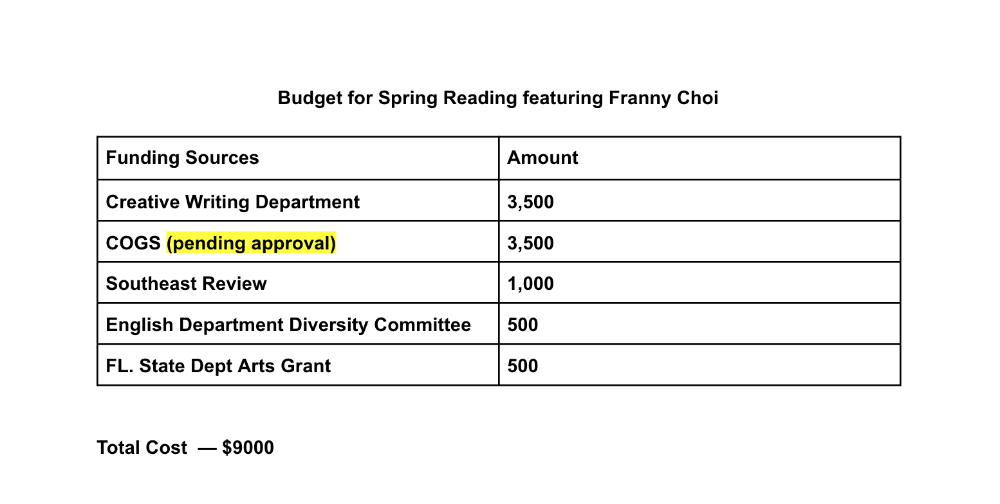 Budget for Spring Reading featuring Franny Choi
Funding Sources Amount
Creative Writing Department 3,500
COGS (pending approval) 3,500
Southeast Review 1,000
English Department Diversity Committee 500
FL. State Dept Arts Grant 500
Total Cost — $9000